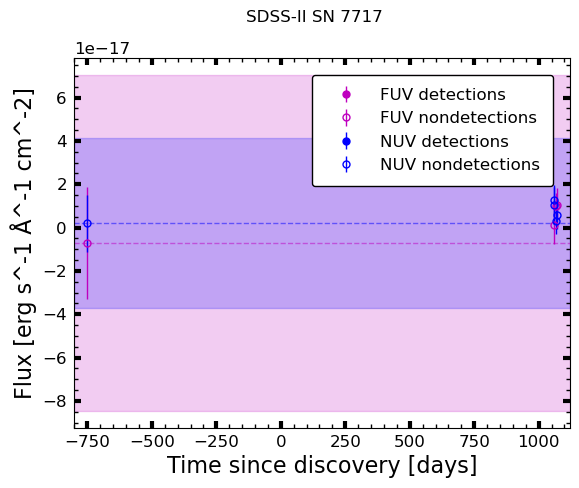 SDSS-II SN 7717
1e−17
FUV detections
FUV nondetections
NUV detections
NUV nondetections
6
4
2
0
−2
−4
−6
−8
Flux [erg s^-1 Å^-1 cm^-2]
−750 −500 −250 0 250 500 750 1000
Time since discovery [days]